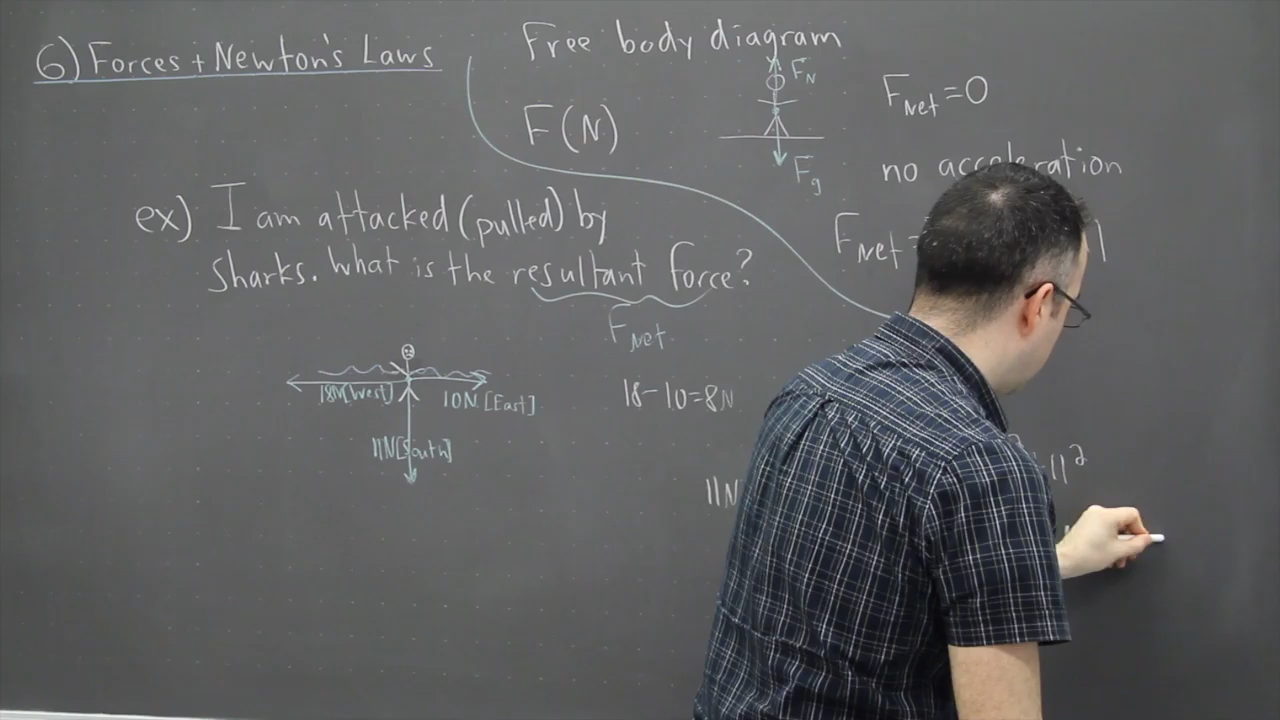 6) Forces + Newton's Laws
Free body diagram
F_N
F_g
F(N)
F_Net = 0
no acceleration
F_Net =
ex) I am attacked (pulled) by
Sharks. What is the resultant force?
F_Net
18N[West]
10N [East]
11N[South]
18 - 10 = 8N
11N
11²